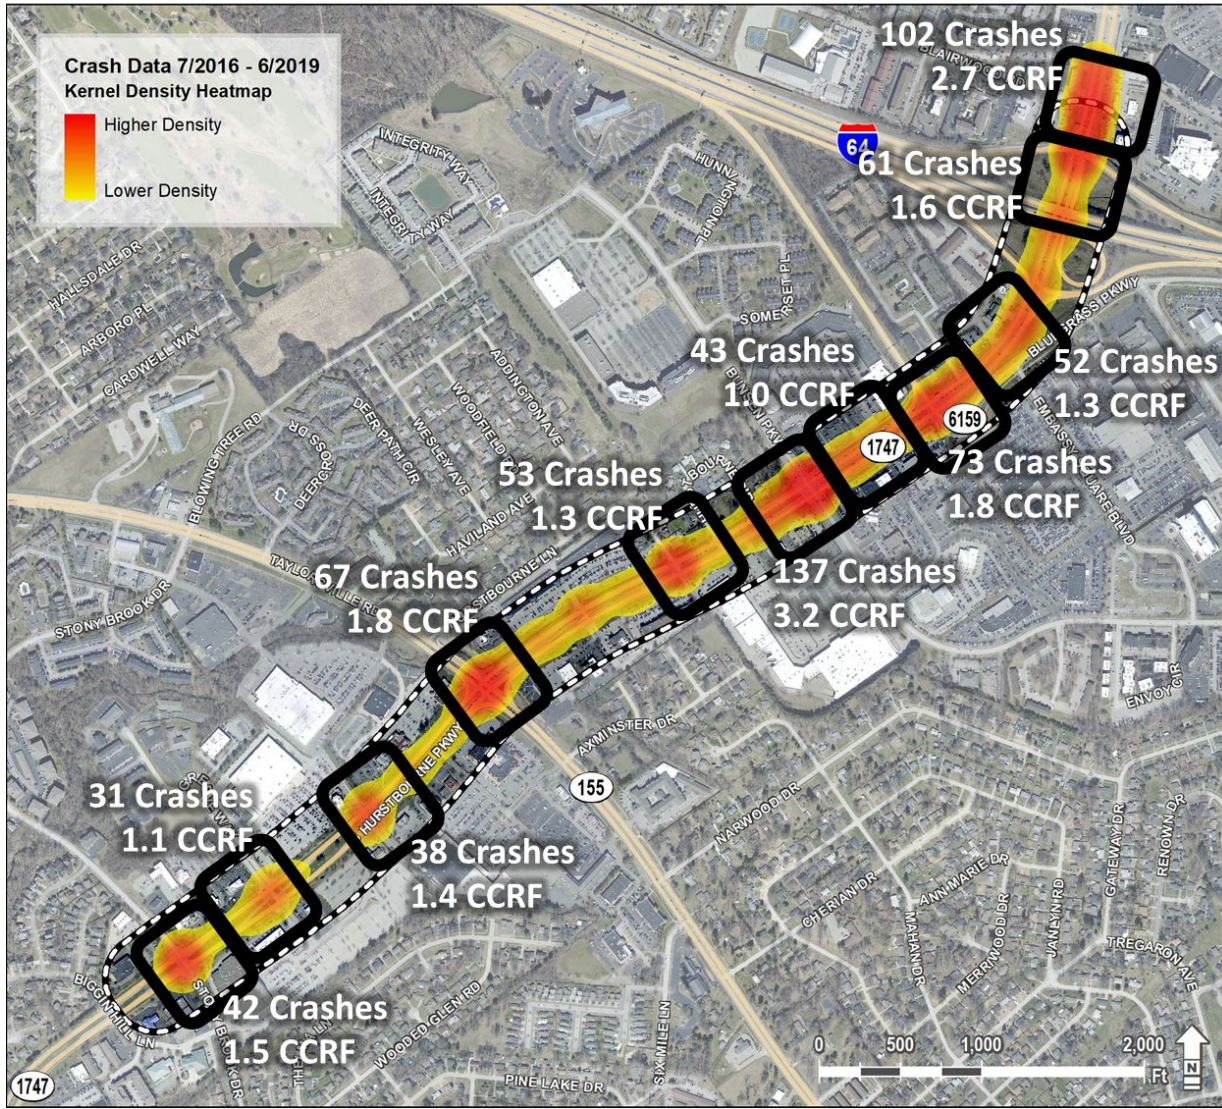 Crash Data 7/2016 - 6/2019
Kernel Density Heatmap
Higher Density
Lower Density
102 Crashes
2.7 CCRF
64
61 Crashes
1.6 CCRF
INTEGRITY WAY
INTEGRITY WAY
HALLSDALE DR
ARBORO PL
CARDWELL WAY
SOMERSET PL
43 Crashes
1.0 CCRF
52 Crashes
1.3 CCRF
ADDINGTON AVE
WESLEY AVE
DEER PATH CIR
BLOWING TREE RD
HAVILAND AVE
1747
6159
73 Crashes
1.8 CCRF
53 Crashes
1.3 CCRF
137 Crashes
3.2 CCRF
67 Crashes
1.8 CCRF
STONY BROOK DR
ENVOY CIR
AXMINSTER DR
155
NARWOOD DR
HURSTBOURNE PKWY
31 Crashes
1.1 CCRF
38 Crashes
1.4 CCRF
CHERIAN DR
ANN MARIE DR
MAHAN DR
MERRIWOOD DR
JANLYN RD
GATEWAY DR
RENOWN DR
TREGARON AVE
BIGGIN HILL LN
42 Crashes
1.5 CCRF
WOODED GLEN RD
SIX MILE LN
PINE LAKE DR
1747
0 500 1,000 2,000
Ft
N